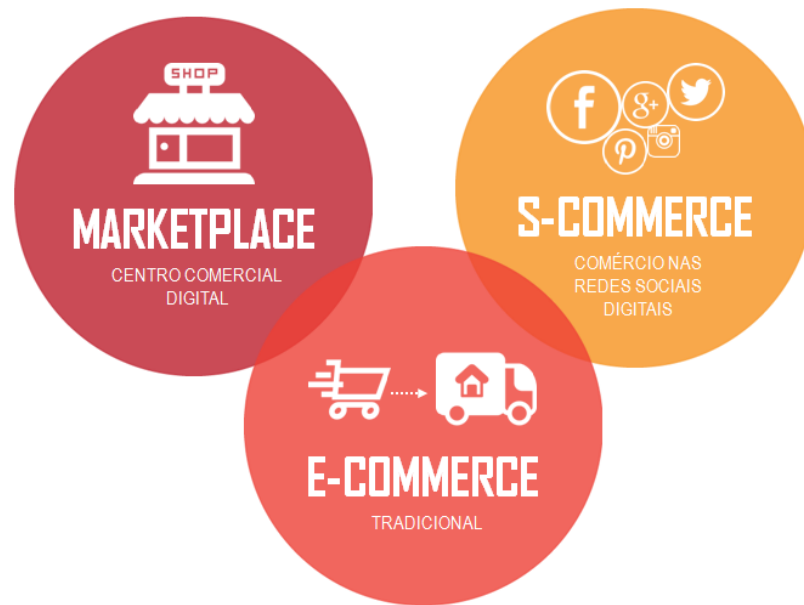 SHOP
MARKETPLACE
CENTRO COMERCIAL
DIGITAL
f
g+
S-COMMERCE
COMÉRCIO NAS
REDES SOCIAIS
DIGITAIS
E-COMMERCE
TRADICIONAL